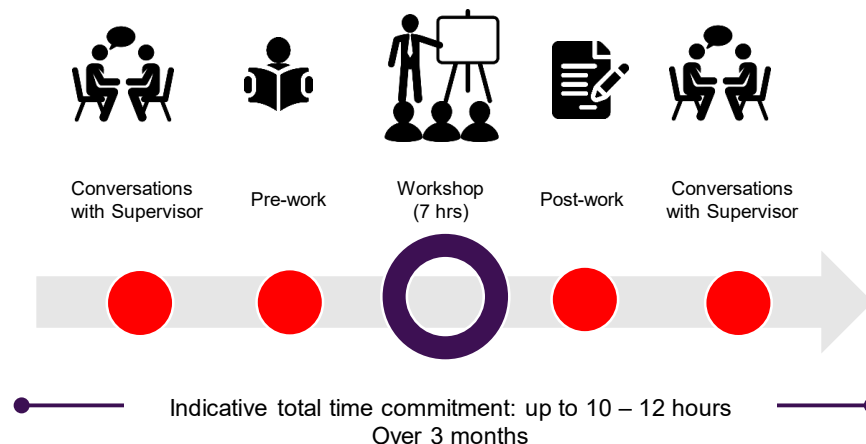 Conversations
with Supervisor
Pre-work
Workshop
(7 hrs)
Post-work
Conversations
with Supervisor
Indicative total time commitment: up to 10 – 12 hours
Over 3 months